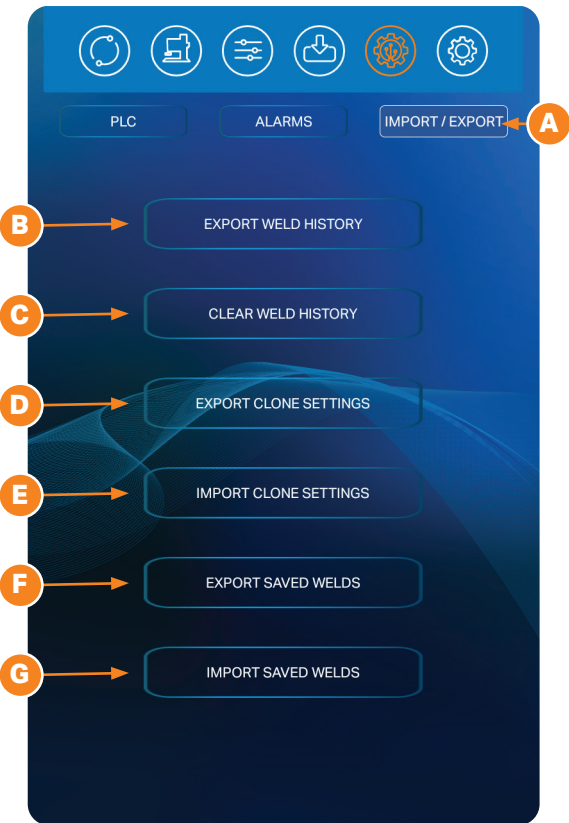 PLC
ALARMS
IMPORT / EXPORT
A
B
EXPORT WELD HISTORY
C
CLEAR WELD HISTORY
D
EXPORT CLONE SETTINGS
E
IMPORT CLONE SETTINGS
F
EXPORT SAVED WELDS
G
IMPORT SAVED WELDS